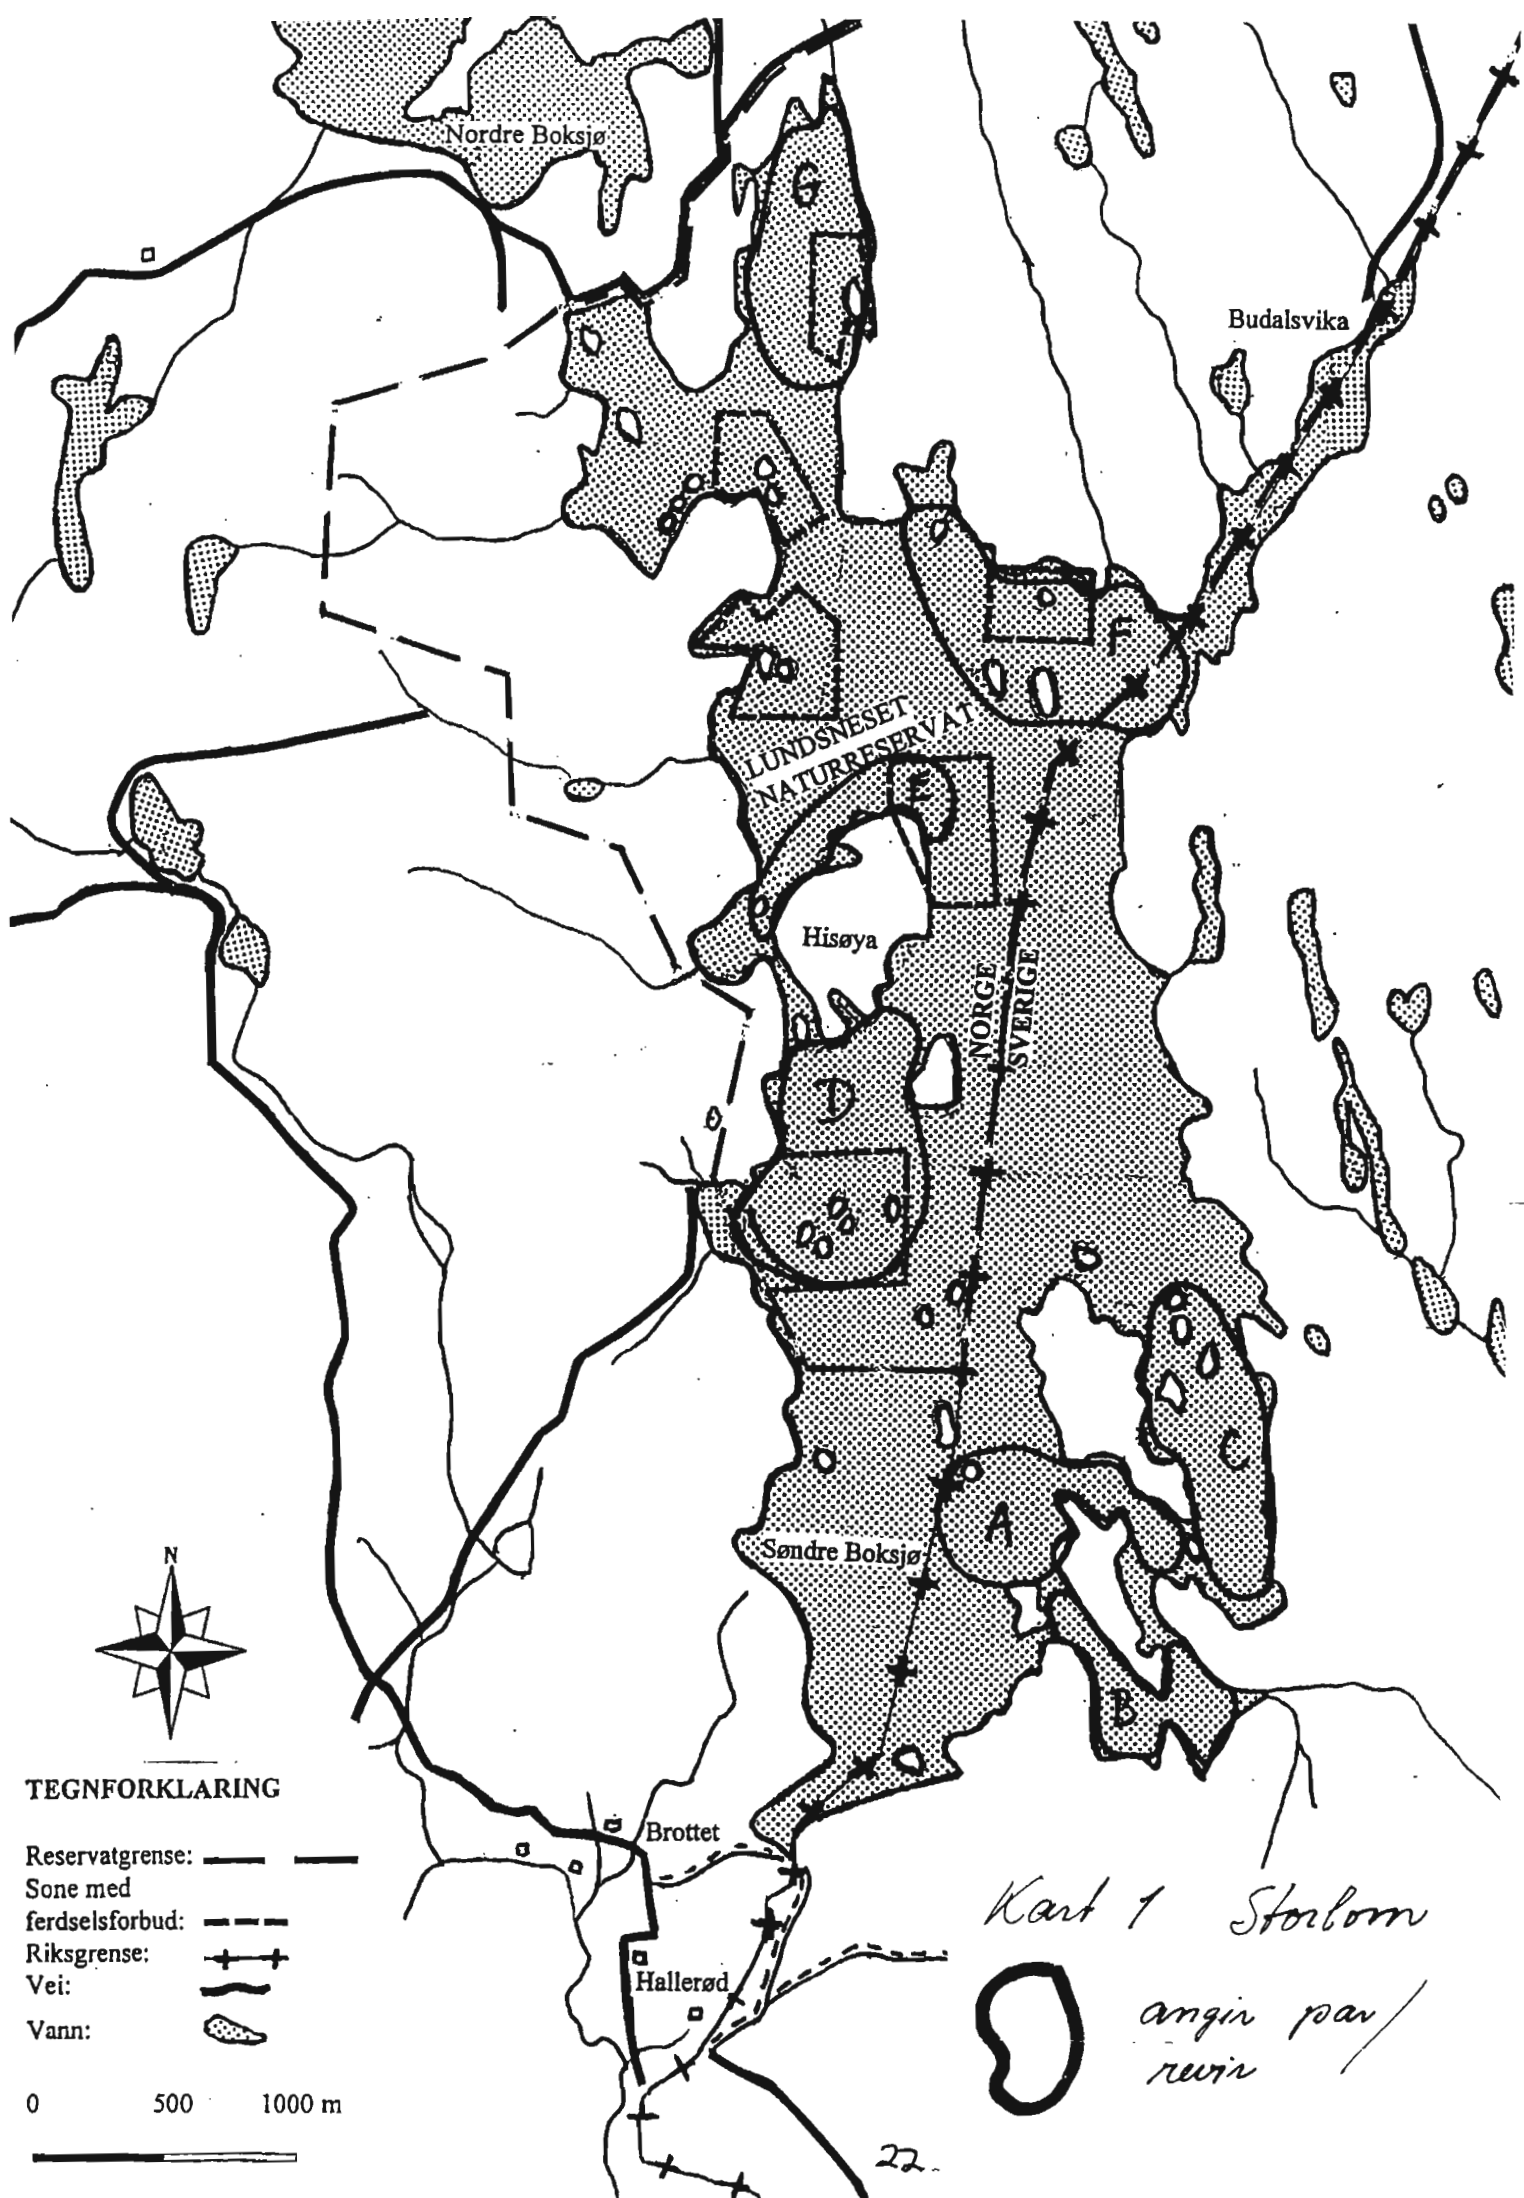 Nordre Boksjø
G
Budalsvika
F
LUNDSNESET
NATURRESERVAT
E
Hisøya
NORGE
SVERIGE
D
C
A
Søndre Boksjø
B
N
TEGNFORKLARING
Reservatgrense:
Sone med
ferdselsforbud:
Riksgrense:
Vei:
Vann:
0 500 1000 m
Brottet
Hallerød
Kart 1 Storlom
angir par/
revir
22.